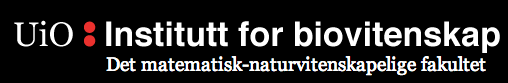 UiO : Institutt for biovitenskap
Det matematisk-naturvitenskapelige fakultet